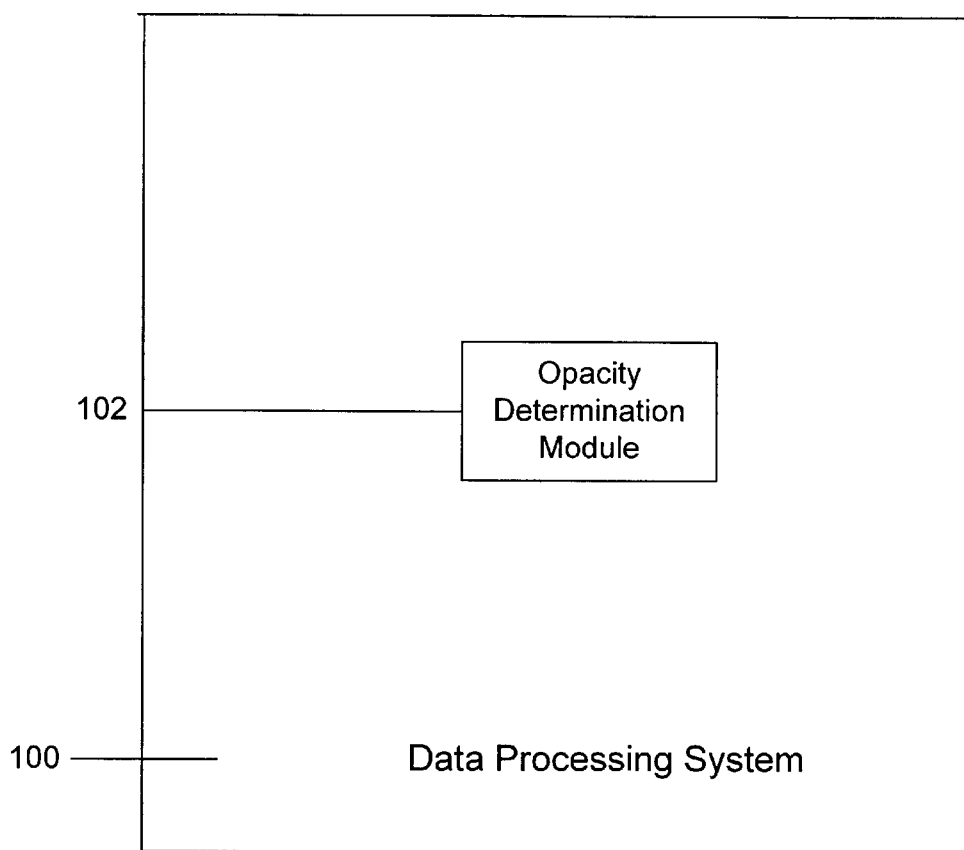 Opacity
Determination
Module
102
100
Data Processing System